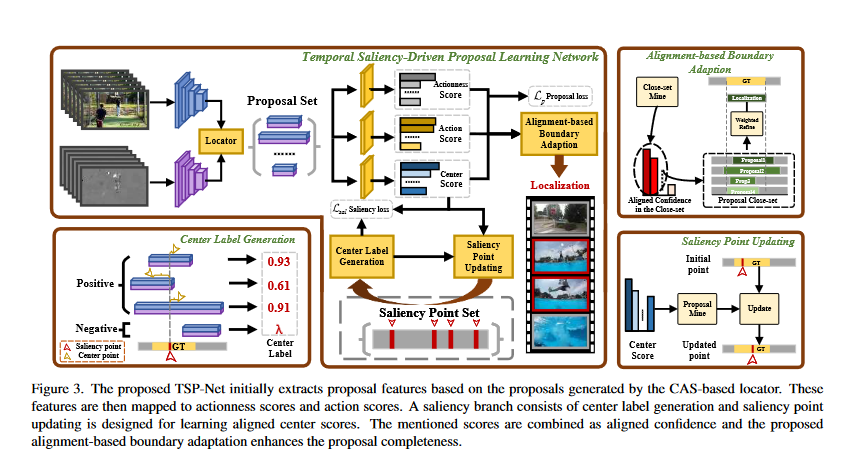 Temporal Saliency-Driven Proposal Learning Network
Proposal Set
Locator
Actionness
Score
Action
Score
Center
Score
ℒp Proposal loss
Alignment-based
Boundary
Adaption
Localization
Saliency loss
Center Label
Generation
Saliency
Point
Updating
Saliency Point Set
Center Label Generation
Positive
Negative
0.93
0.61
0.91
λ
Center
Label
Saliency point
Center point
GT
Alignment-based Boundary
Adaption
Close-set
Mine
GT
Localization
Weighted
Refine
Proposal1
Proposal2
Prop3
Proposal4
Aligned Confidence
in the Close-set
Proposal Close-set
Saliency Point Updating
Initial
point
GT
Center
Score
Proposal
Mine
Update
Updated
point
GT
Figure 3. The proposed TSP-Net initially extracts proposal features based on the proposals generated by the CAS-based locator. These
features are then mapped to actionness scores and action scores. A saliency branch consists of center label generation and saliency point
updating is designed for learning aligned center scores. The mentioned scores are combined as aligned confidence and the proposed
alignment-based boundary adaptation enhances the proposal completeness.